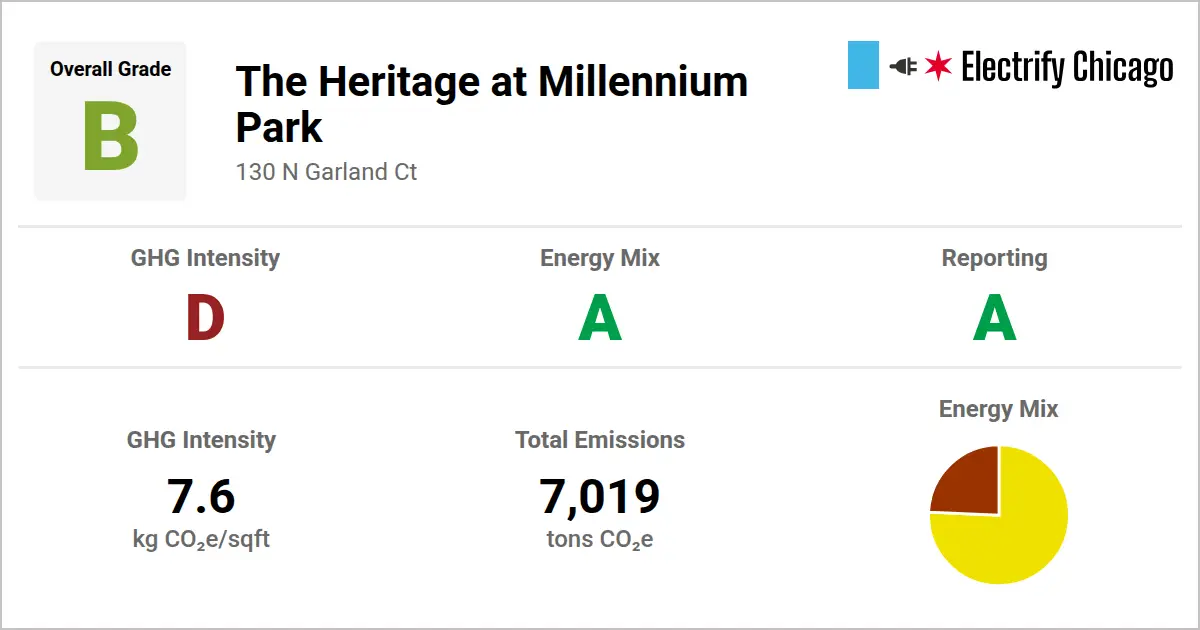 Overall Grade
B
The Heritage at Millennium
Park
130 N Garland Ct
Electrify Chicago
GHG Intensity
D
Energy Mix
A
Reporting
A
GHG Intensity
7.6
kg CO₂e/sqft
Total Emissions
7,019
tons CO₂e
Energy Mix